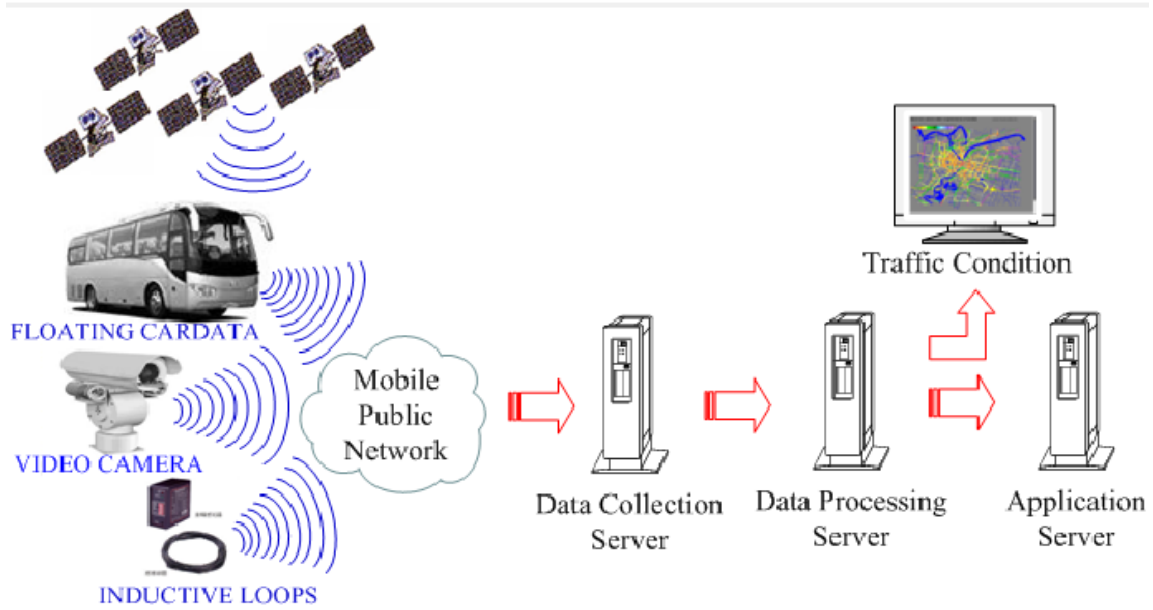 FLOATING CARDATA
VIDEO CAMERA
INDUCTIVE LOOPS
Mobile
Public
Network
Data Collection
Server
Data Processing
Server
Traffic Condition
Application
Server